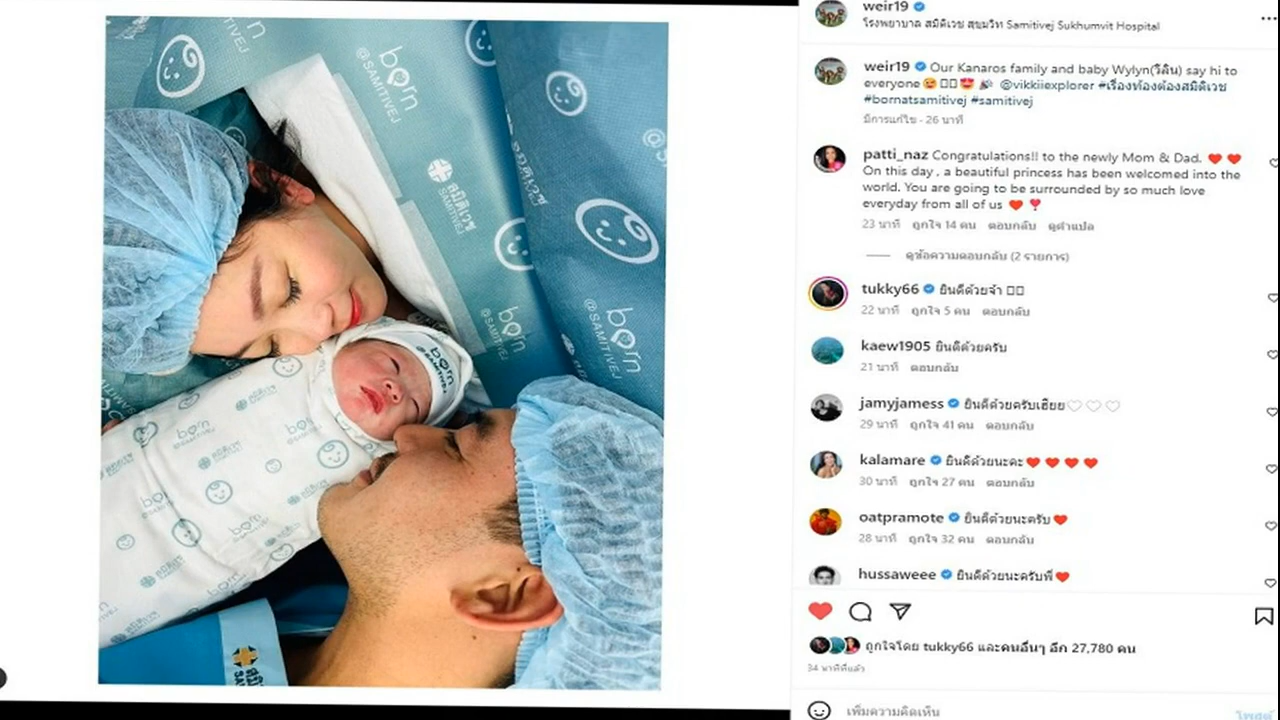 born
@SAMITIVEJ
สมิติเวช
SAMITIVEJ
born
@SAMITIVEJ
born
@SAMITIVEJ
born
@SAMITIVEJ
weir19
โรงพยาบาล สมิติเวช สุขุมวิท Samitivej Sukhumvit Hospital
weir19 Our Kanaros family and baby Wylyn(วีลิน) say hi to
everyone😉🎉 @vikkiiexplorer #เรื่องท้องต้องสมิติเวช
#bornatsamitivej #samitivej
มีการแก้ไข · 26 นาที
patti_naz Congratulations!! to the newly Mom & Dad. ❤️ ❤️
On this day , a beautiful princess has been welcomed into the
world. You are going to be surrounded by so much love
everyday from all of us ❤️ ❣️
23 นาที ถูกใจ 14 คน ตอบกลับ ดูคำแปล
ดูข้อความตอบกลับ (2 รายการ)
tukky66 ยินดีด้วยจ้า
22 นาที ถูกใจ 5 คน ตอบกลับ
kaew1905 ยินดีด้วยครับ
21 นาที ตอบกลับ
jamyjamess ยินดีด้วยครับเฮียยย🤍🤍🤍
29 นาที ถูกใจ 41 คน ตอบกลับ
kalamare ยินดีด้วยนะคะ❤️❤️❤️❤️
30 นาที ถูกใจ 27 คน ตอบกลับ
oatpramote ยินดีด้วยนะครับ❤️
28 นาที ถูกใจ 32 คน ตอบกลับ
hussaweee ยินดีด้วยนะครับพี่❤️
ถูกใจโดย tukky66 และคนอื่นๆ อีก 27,780 คน
34 นาทีที่แล้ว
เพิ่มความคิดเห็น
โพสต์